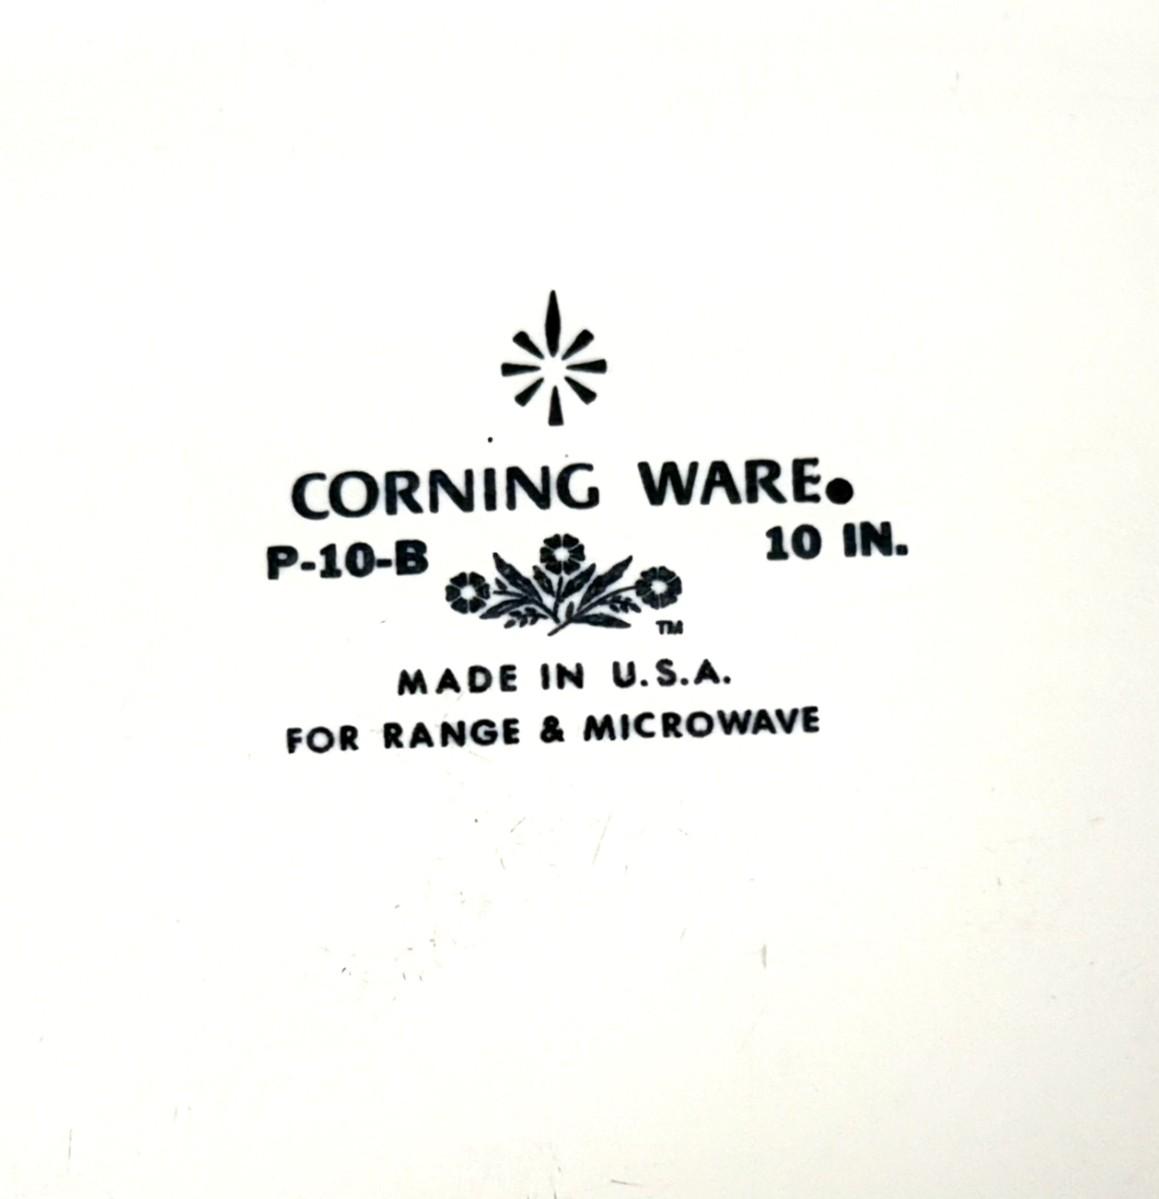 CORNING WARE®
P-10-B 10 IN.
TM
MADE IN U.S.A.
FOR RANGE & MICROWAVE